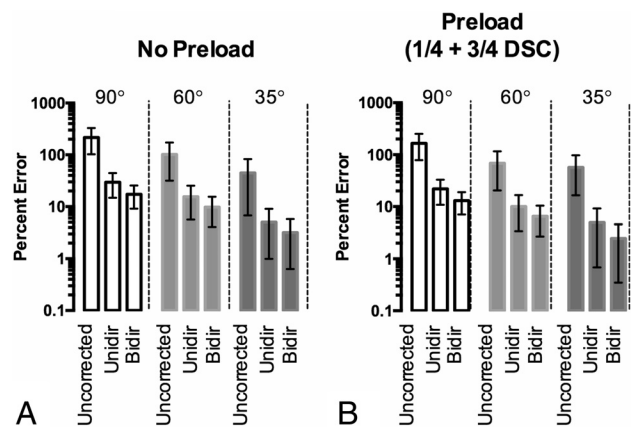 No Preload
90° 60° 35°
Percent Error
1000
100
10
1
0.1
Uncorrected
Unidir
Bidir
Uncorrected
Unidir
Bidir
Uncorrected
Unidir
Bidir
A
Preload
(1/4 + 3/4 DSC)
90° 60° 35°
Percent Error
1000
100
10
1
0.1
Uncorrected
Unidir
Bidir
Uncorrected
Unidir
Bidir
Uncorrected
Unidir
Bidir
B